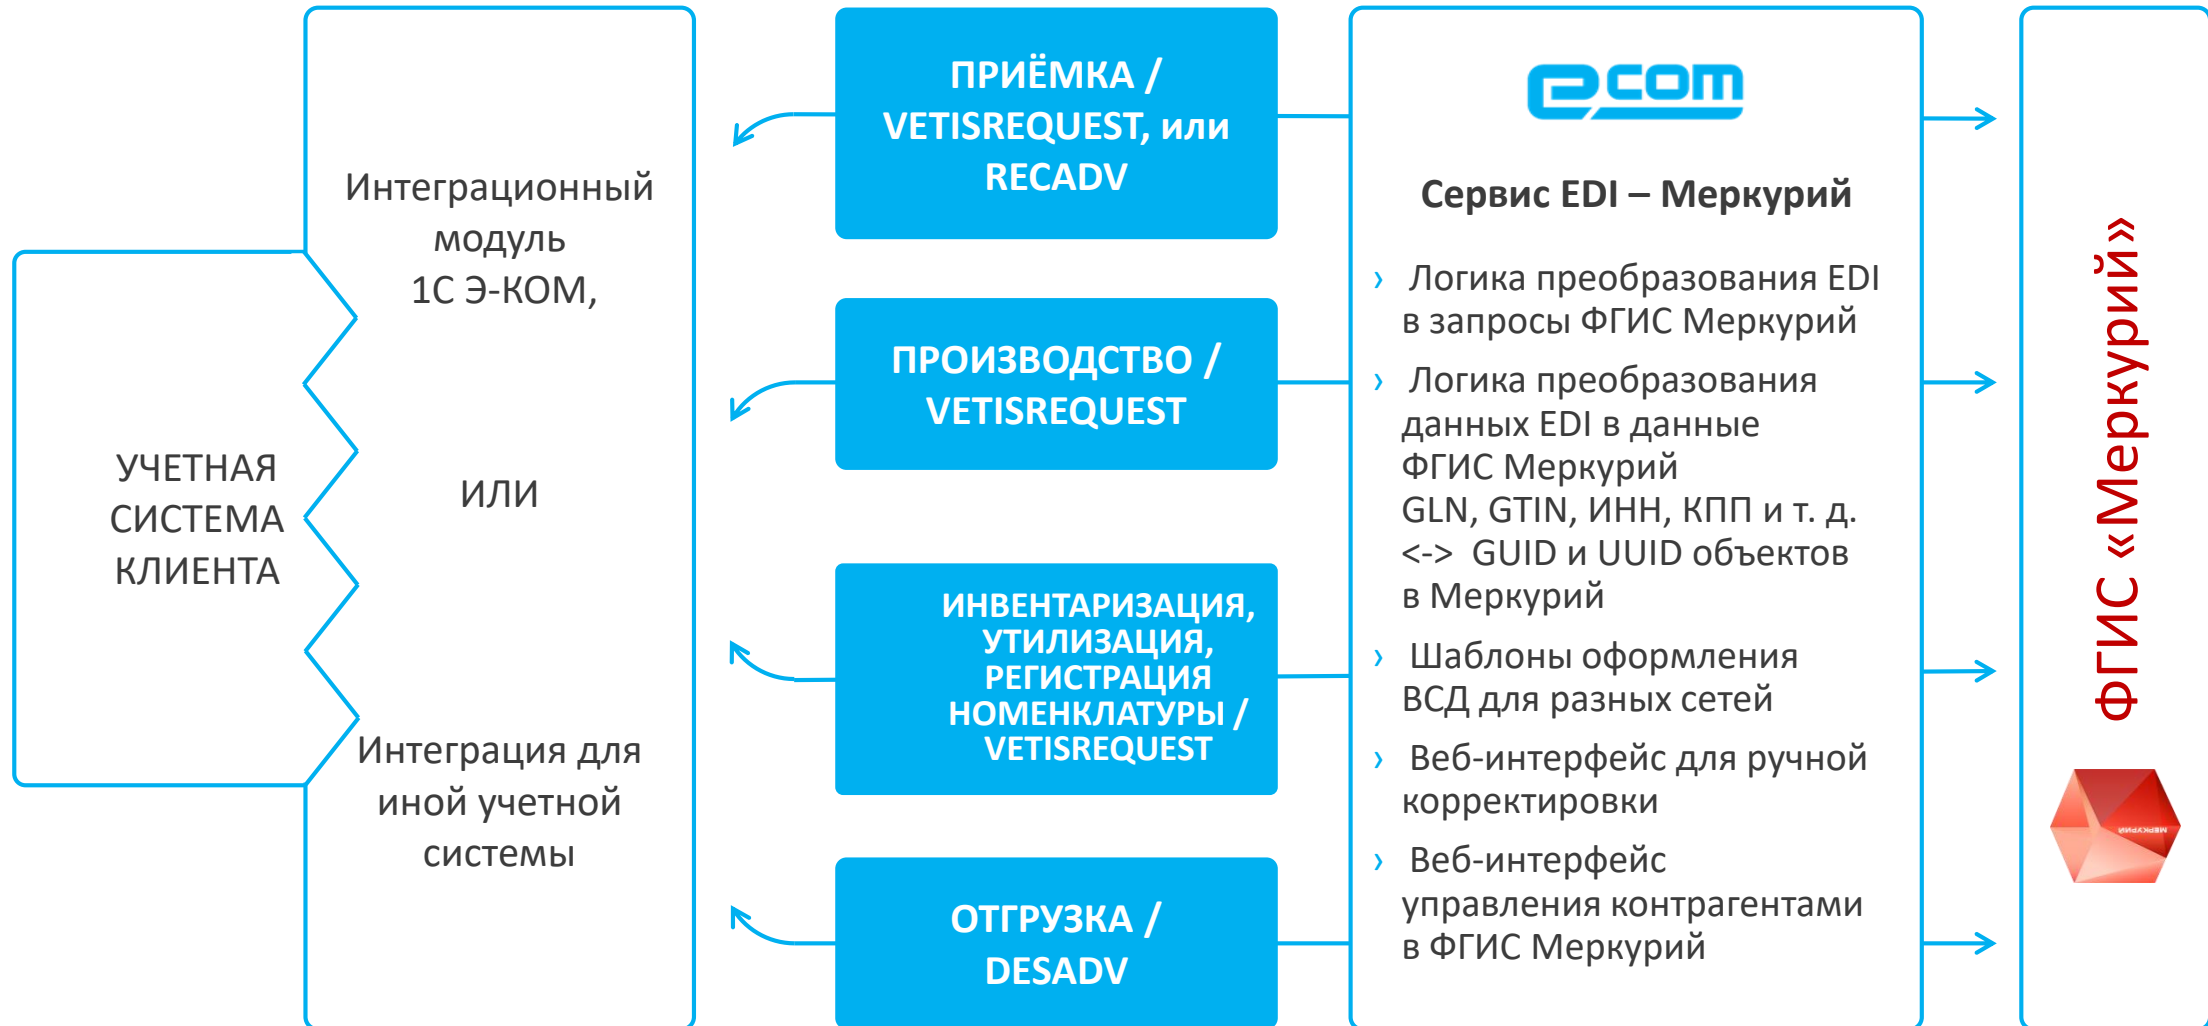 УЧЕТНАЯ
СИСТЕМА
КЛИЕНТА
Интеграционный
модуль
1С Э-КОМ,
ИЛИ
Интеграция для
иной учетной
системы
ПРИЁМКА /
VETISREQUEST, или
RECADV
ПРОИЗВОДСТВО /
VETISREQUEST
ИНВЕНТАРИЗАЦИЯ,
УТИЛИЗАЦИЯ,
РЕГИСТРАЦИЯ
НОМЕНКЛАТУРЫ /
VETISREQUEST
ОТГРУЗКА /
DESADV
e.com
Сервис EDI – Меркурий
› Логика преобразования EDI
в запросы ФГИС Меркурий
› Логика преобразования
данных EDI в данные
ФГИС Меркурий
GLN, GTIN, ИНН, КПП и т. д.
<-> GUID и UUID объектов
в Меркурий
› Шаблоны оформления
ВСД для разных сетей
› Веб-интерфейс для ручной
корректировки
› Веб-интерфейс
управления контрагентами
в ФГИС Меркурий
ФГИС «Меркурий»
МЕРКУРИЙ